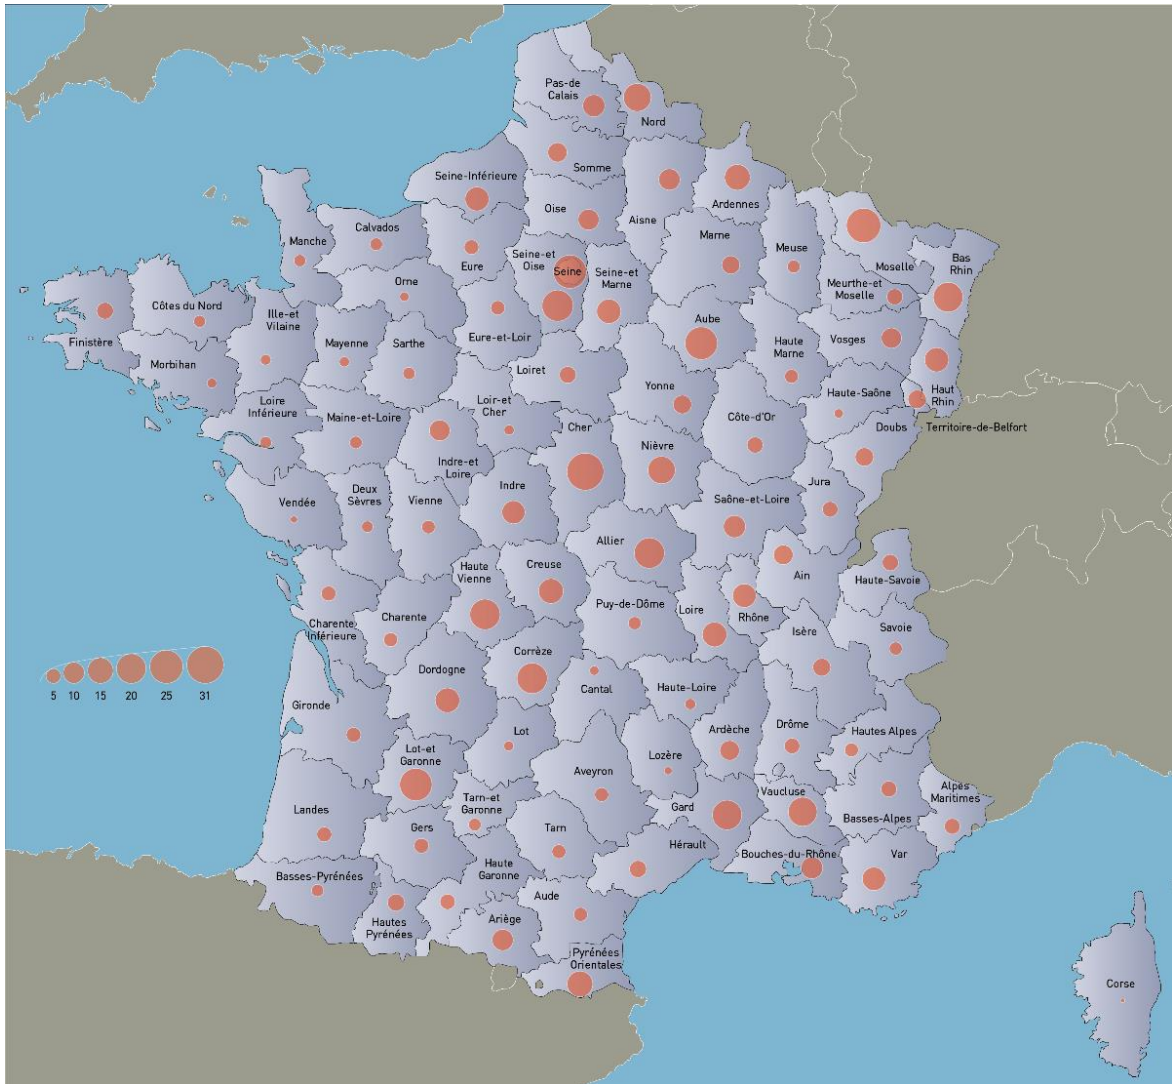 Pas-de
Calais
Nord
Somme
Seine-Inférieure
Oise
Aisne
Ardennes
Manche
Calvados
Eure
Seine-et
Oise
Seine
Seine-et
Marne
Marne
Meuse
Moselle
Bas
Rhin
Meurthe-et
Moselle
Orne
Côtes du Nord
Ille-et
Vilaine
Finistère
Morbihan
Mayenne
Sarthe
Eure-et-Loir
Aube
Haute
Marne
Vosges
Haut
Rhin
Loiret
Yonne
Loire
Inférieure
Maine-et-Loire
Loir-et
Cher
Cher
Côte-d'Or
Haute-Saône
Doubs
Territoire-de-Belfort
Indre-et
Loire
Nièvre
Vendée
Deux
Sèvres
Vienne
Indre
Saône-et-Loire
Jura
Allier
Haute
Vienne
Creuse
Ain
Haute-Savoie
Charente
Inférieure
Charente
Puy-de-Dôme
Loire
Rhône
Isère
Savoie
5
10
15
20
25
31
Dordogne
Corrèze
Cantal
Haute-Loire
Gironde
Lot
Ardèche
Drôme
Hautes Alpes
Lot-et
Garonne
Aveyron
Lozère
Landes
Tarn-et
Garonne
Gard
Vaucluse
Basses-Alpes
Alpes
Maritimes
Gers
Tarn
Hérault
Bouches-du-Rhône
Var
Basses-Pyrénées
Haute
Garonne
Hautes
Pyrénées
Ariège
Aude
Pyrénées
Orientales
Corse